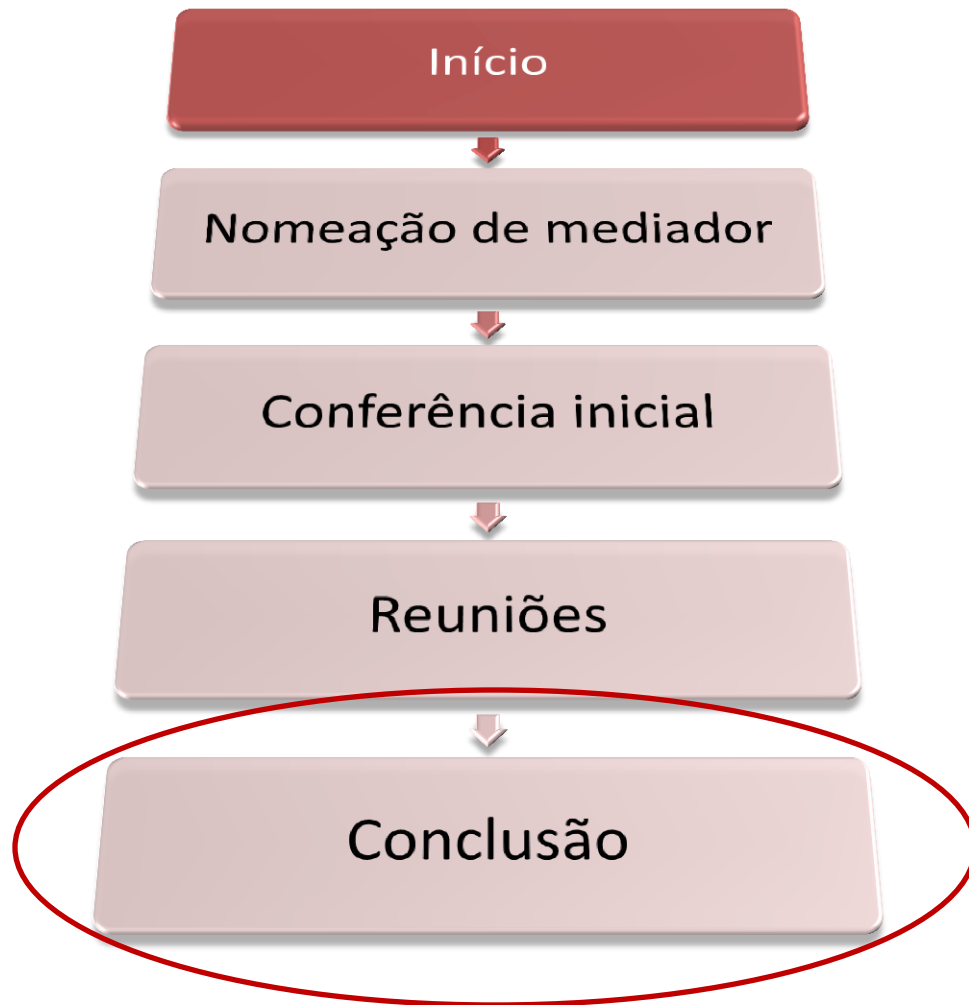 Início
Nomeação de mediador
Conferência inicial
Reuniões
Conclusão